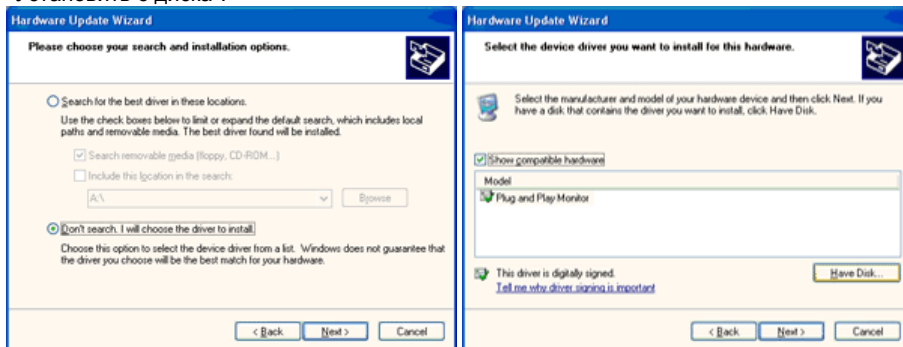 Hardware Update Wizard
Please choose your search and installation options.
Search for the best driver in these locations.
Use the check boxes below to limit or expand the default search, which includes local
paths and removable media. The best driver found will be installed.
Search removable media (floppy, CD-ROM...)
Include this location in the search:
A:\
Browse
Don't search. I will choose the driver to install.
Choose this option to select the device driver from a list. Windows does not guarantee that
the driver you choose will be the best match for your hardware.
< Back
Next >
Cancel
Hardware Update Wizard
Select the device driver you want to install for this hardware.
Select the manufacturer and model of your hardware device and then click Next. If you
have a disk that contains the driver you want to install, click Have Disk.
Show compatible hardware
Model
Plug and Play Monitor
This driver is digitally signed.
Tell me why driver signing is important
Have Disk...
< Back
Next >
Cancel